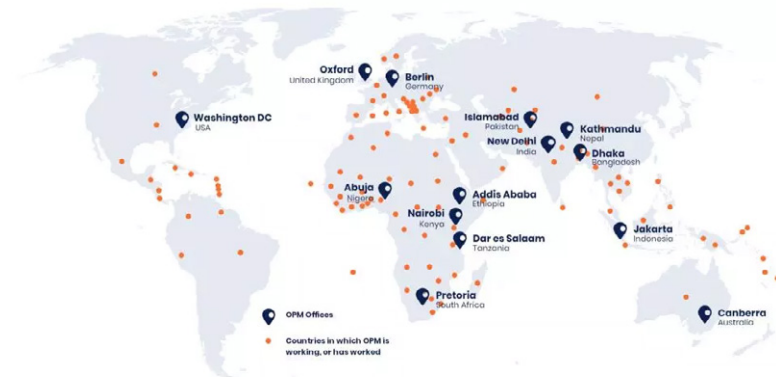 Oxford
United Kingdom
Berlin
Germany
Washington DC
USA
Islamabad
Pakistan
Kathmandu
Nepal
New Delhi
India
Dhaka
Bangladesh
Abuja
Nigeria
Addis Ababa
Ethiopia
Nairobi
Kenya
Dar es Salaam
Tanzania
Jakarta
Indonesia
Pretoria
South Africa
Canberra
Australia
OPM Offices
Countries in which OPM is
working, or has worked